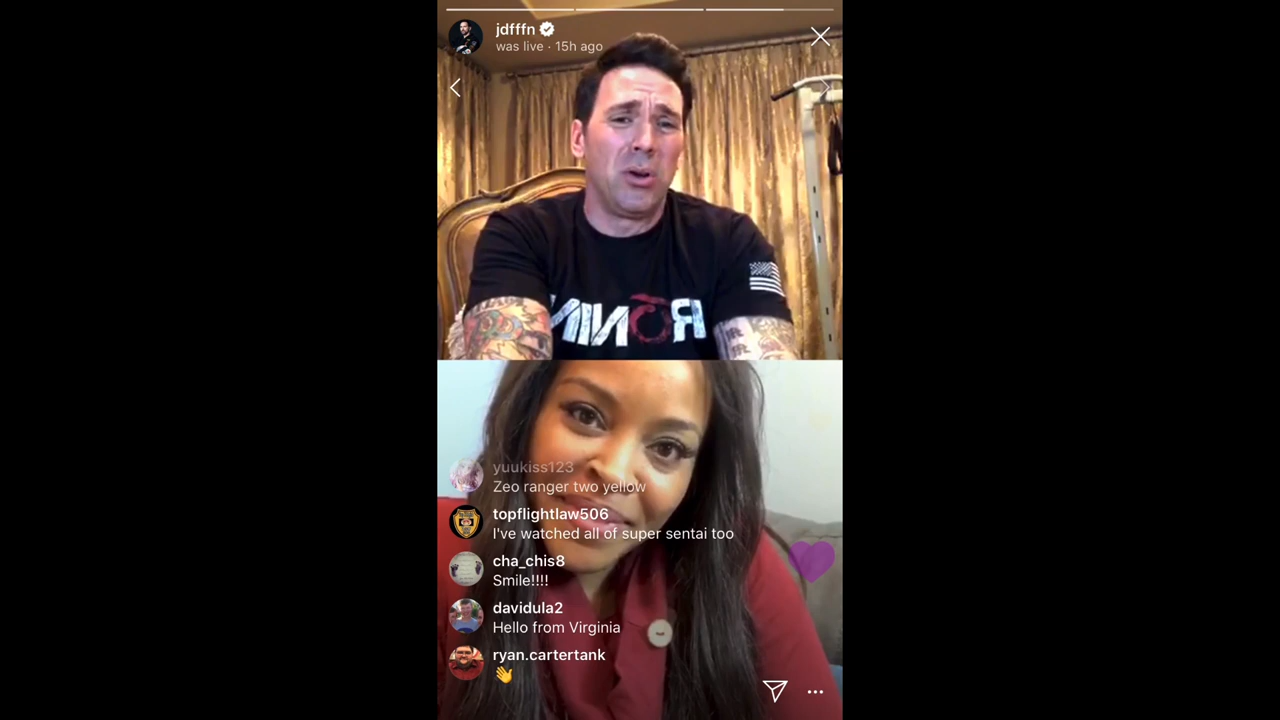 jdfffn
was live · 15h ago
RONIN
yuukiss123
Zeo ranger two yellow
topflightlaw506
I've watched all of super sentai too
cha_chis8
Smile!!!!
davidula2
Hello from Virginia
ryan.cartertank
👋